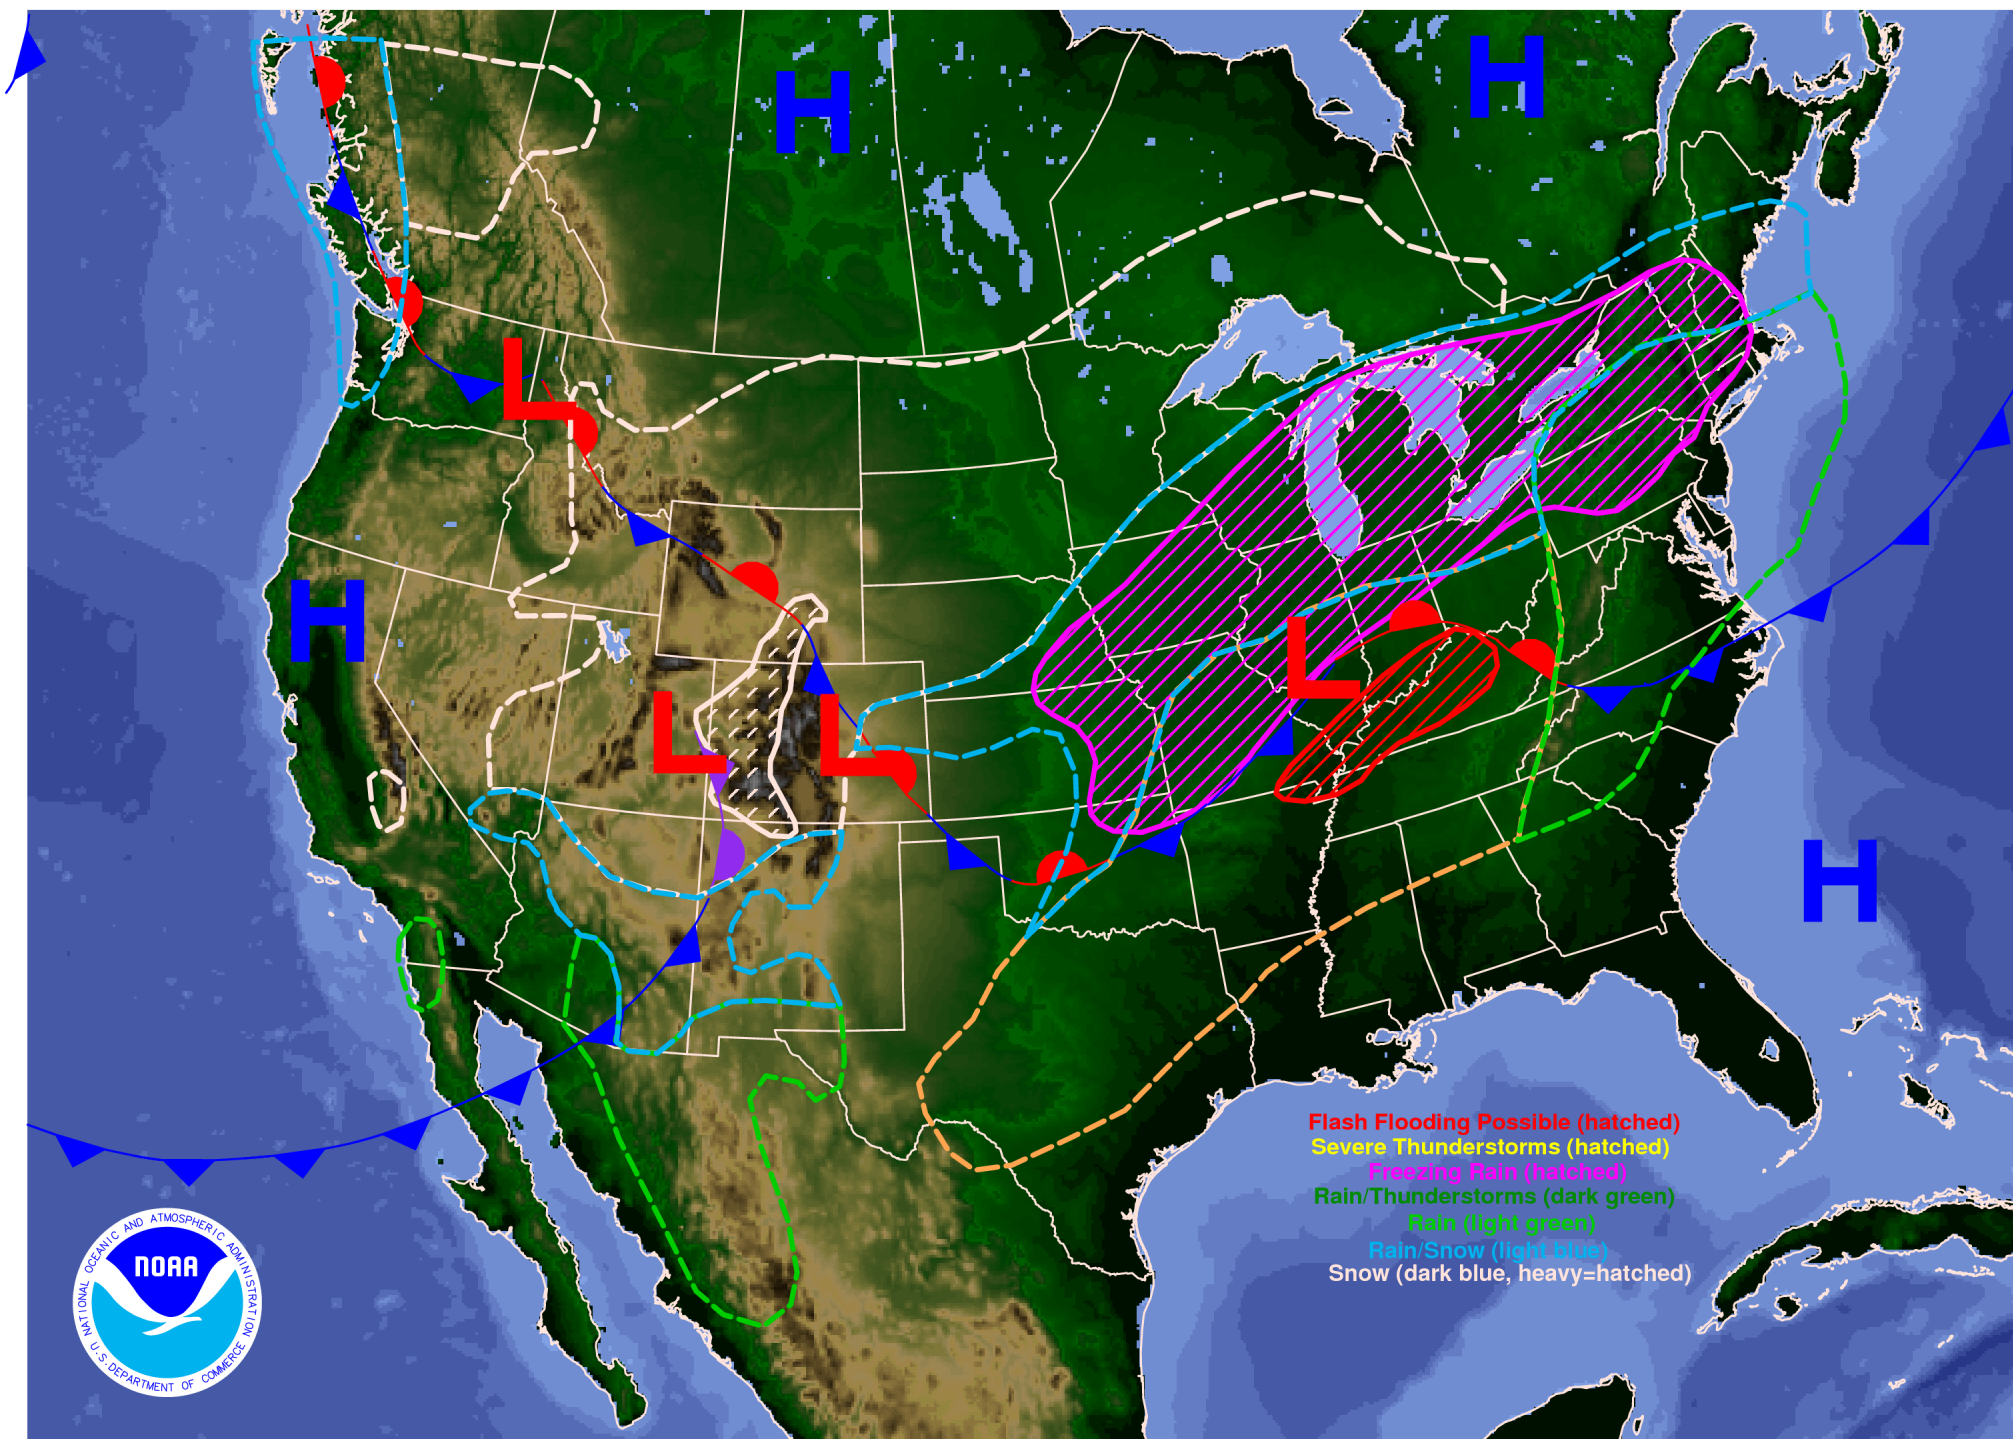 H
H
L
H
L
L
L
H
Flash Flooding Possible (hatched)
Severe Thunderstorms (hatched)
Freezing Rain (hatched)
Rain/Thunderstorms (dark green)
Rain (light green)
Rain/Snow (light blue)
Snow (dark blue, heavy=hatched)
NATIONAL OCEANIC AND ATMOSPHERIC ADMINISTRATION
NOAA
U.S. DEPARTMENT OF COMMERCE